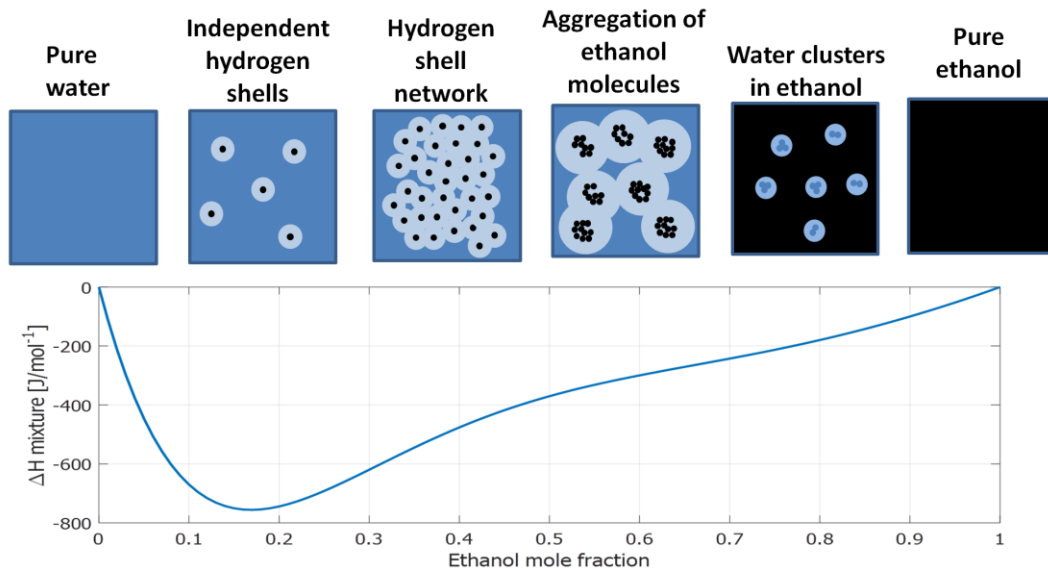 Pure
water
Independent
hydrogen
shells
Hydrogen
shell
network
Aggregation of
ethanol
molecules
Water clusters
in ethanol
Pure
ethanol
ΔH mixture [J/mol⁻¹]
0
-200
-400
-600
-800
0 0.1 0.2 0.3 0.4 0.5 0.6 0.7 0.8 0.9 1
Ethanol mole fraction